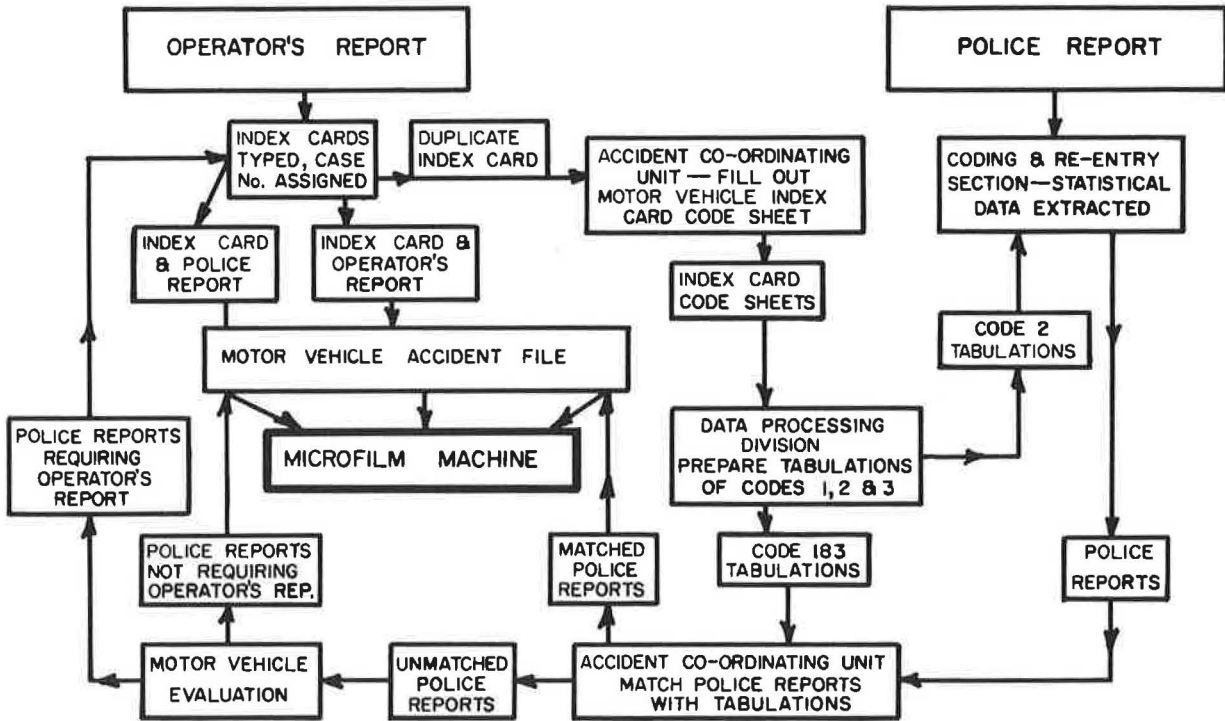 OPERATOR'S REPORT
POLICE REPORT
INDEX CARDS
TYPED, CASE
No. ASSIGNED
DUPLICATE
INDEX CARD
ACCIDENT CO-ORDINATING
UNIT — FILL OUT
MOTOR VEHICLE INDEX
CARD CODE SHEET
CODING & RE-ENTRY
SECTION—STATISTICAL
DATA EXTRACTED
INDEX CARD
& POLICE
REPORT
INDEX CARD &
OPERATOR'S
REPORT
INDEX CARD
CODE SHEETS
CODE 2
TABULATIONS
MOTOR VEHICLE ACCIDENT FILE
MICROFILM MACHINE
POLICE REPORTS
REQUIRING
OPERATOR'S
REPORT
DATA PROCESSING
DIVISION
PREPARE TABULATIONS
OF CODES 1, 2 & 3
POLICE REPORTS
NOT REQUIRING
OPERATOR'S REP.
MATCHED
POLICE
REPORTS
CODE 183
TABULATIONS
POLICE
REPORTS
MOTOR VEHICLE
EVALUATION
UNMATCHED
POLICE
REPORTS
ACCIDENT CO-ORDINATING UNIT
MATCH POLICE REPORTS
WITH TABULATIONS